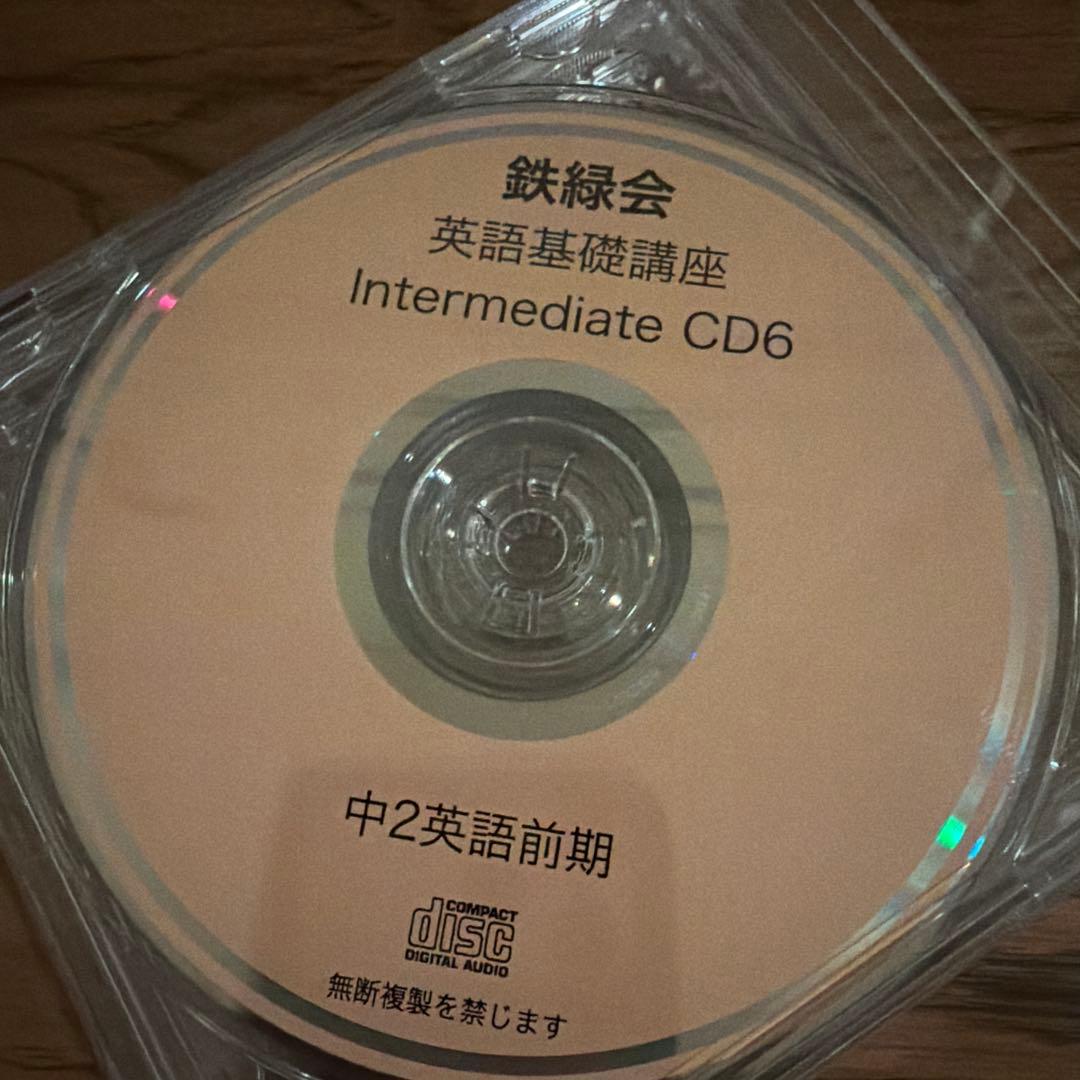 鉄緑会
英語基礎講座
Intermediate CD6
中2英語前期
COMPACT
disc
DIGITAL AUDIO
無断複製を禁じます